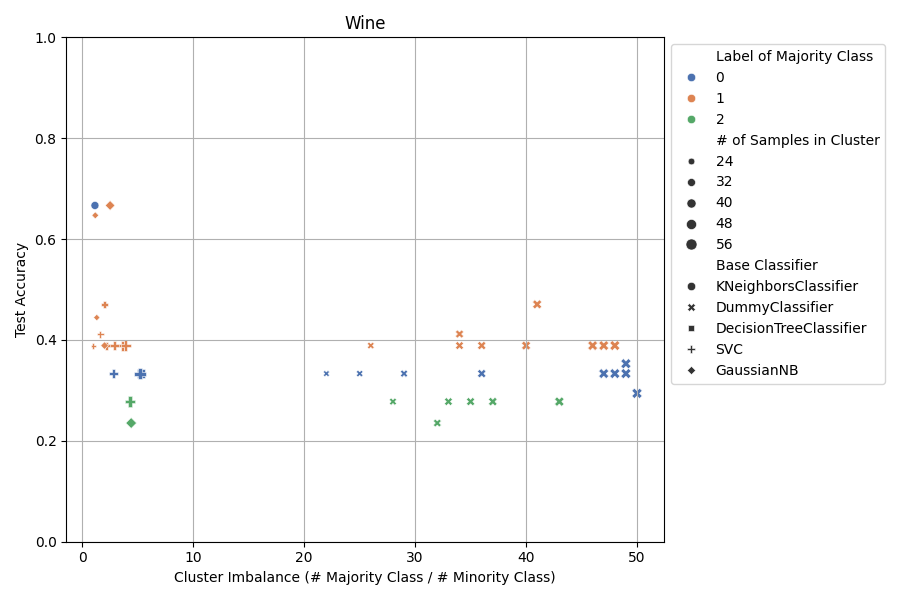 Wine
1.0
0.8
0.6
0.4
0.2
0.0
Test Accuracy
0 10 20 30 40 50
Cluster Imbalance (# Majority Class / # Minority Class)
Label of Majority Class
0
1
2
# of Samples in Cluster
24
32
40
48
56
Base Classifier
KNeighborsClassifier
DummyClassifier
DecisionTreeClassifier
SVC
GaussianNB